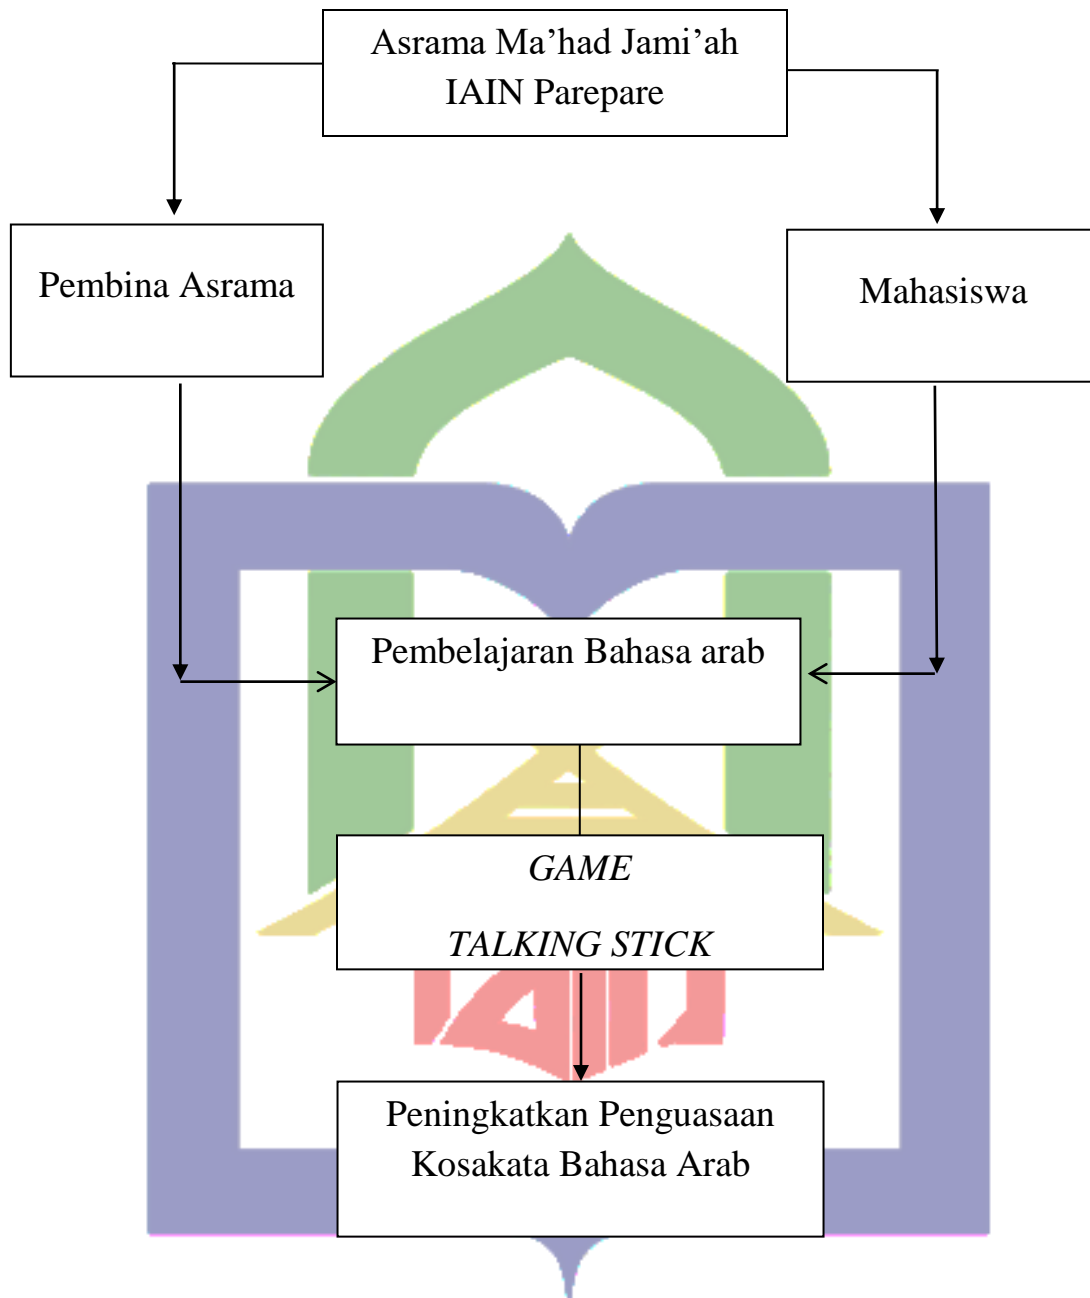 Asrama Ma’had Jami’ah
IAIN Parepare
Pembina Asrama
Mahasiswa
Pembelajaran Bahasa arab
GAME
TALKING STICK
Peningkatkan Penguasaan
Kosakata Bahasa Arab